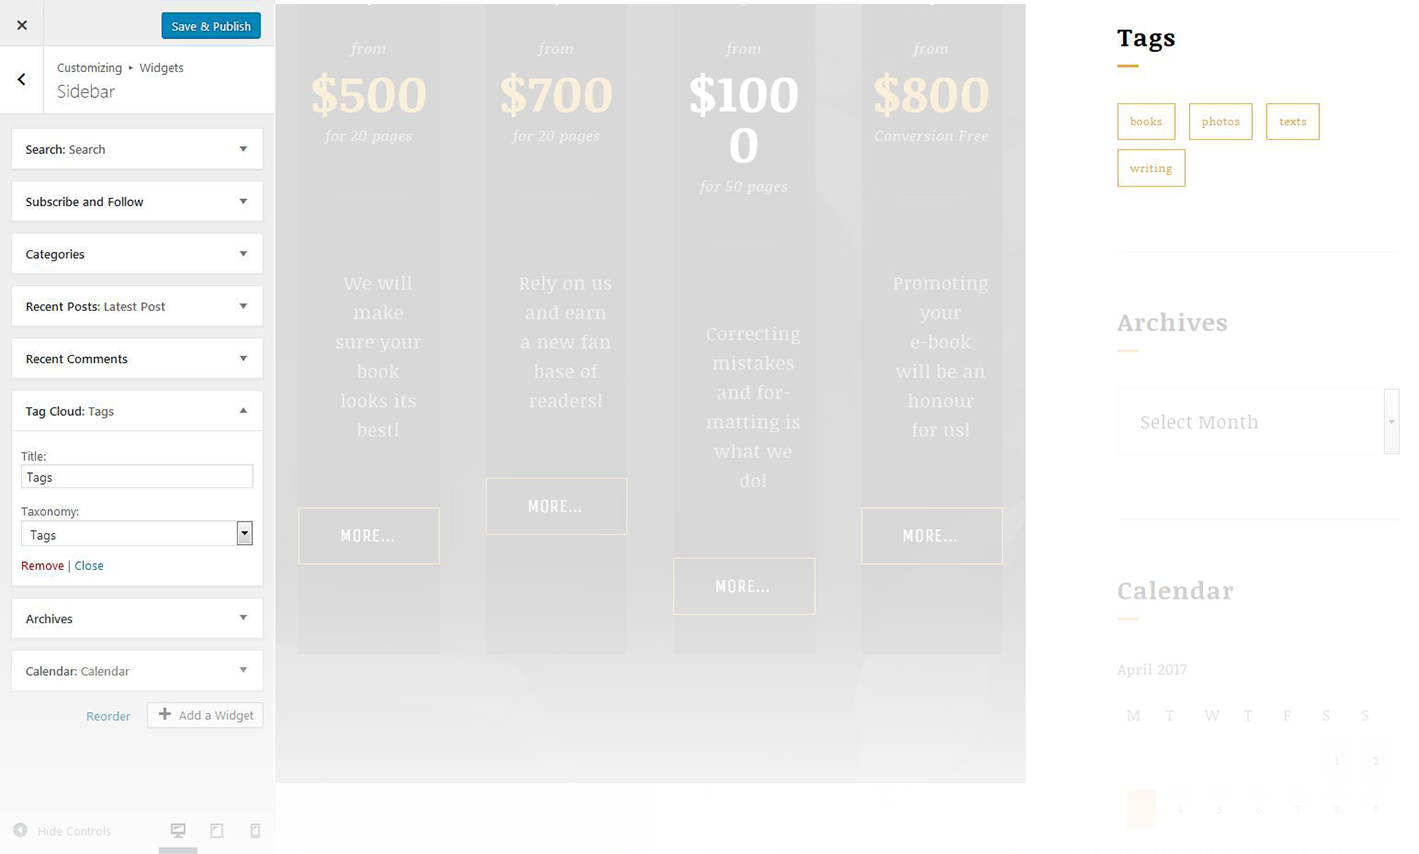 Save & Publish
Customizing ▸ Widgets
Sidebar
Search: Search
Subscribe and Follow
Categories
Recent Posts: Latest Post
Recent Comments
Tag Cloud: Tags
Title:
Tags
Taxonomy:
Tags
Remove | Close
Archives
Calendar: Calendar
Reorder
Add a Widget
Hide Controls
from
$500
for 20 pages
We will
make
sure your
book
looks its
best!
MORE...
from
$700
for 20 pages
Rely on us
and earn
a new fan
base of
readers!
MORE...
from
$100
0
for 50 pages
Correcting
mistakes
and for-
matting is
what we
do!
MORE...
from
$800
Conversion Free
Promoting
your
e-book
will be an
honour
for us!
MORE...
Tags
books photos texts
writing
Archives
Select Month
Calendar
April 2017
M T W T F S S
1 2
4 5 6 7 8 9